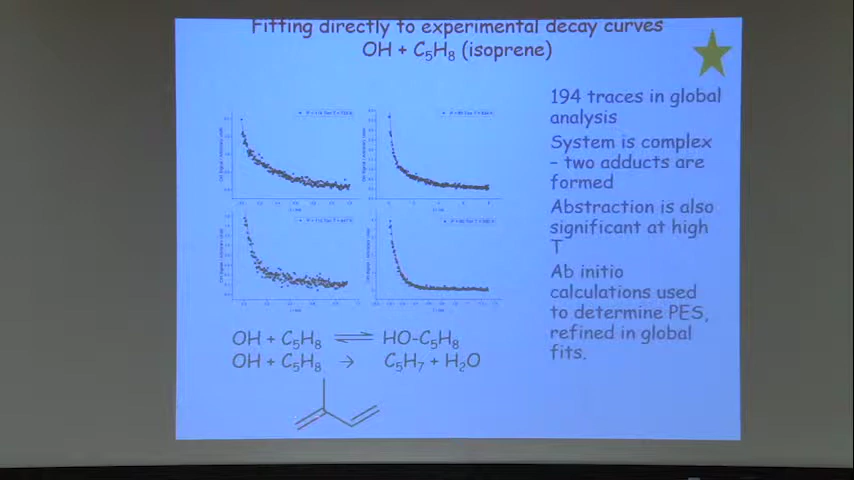 Fitting directly to experimental decay curves
OH + C₅H₈ (isoprene)
194 traces in global
analysis
System is complex
– two adducts are
formed
Abstraction is also
significant at high
T
Ab initio
calculations used
to determine PES,
refined in global
fits.
OH + C₅H₈ ⇌ HO-C₅H₈
OH + C₅H₈ → C₅H₇ + H₂O